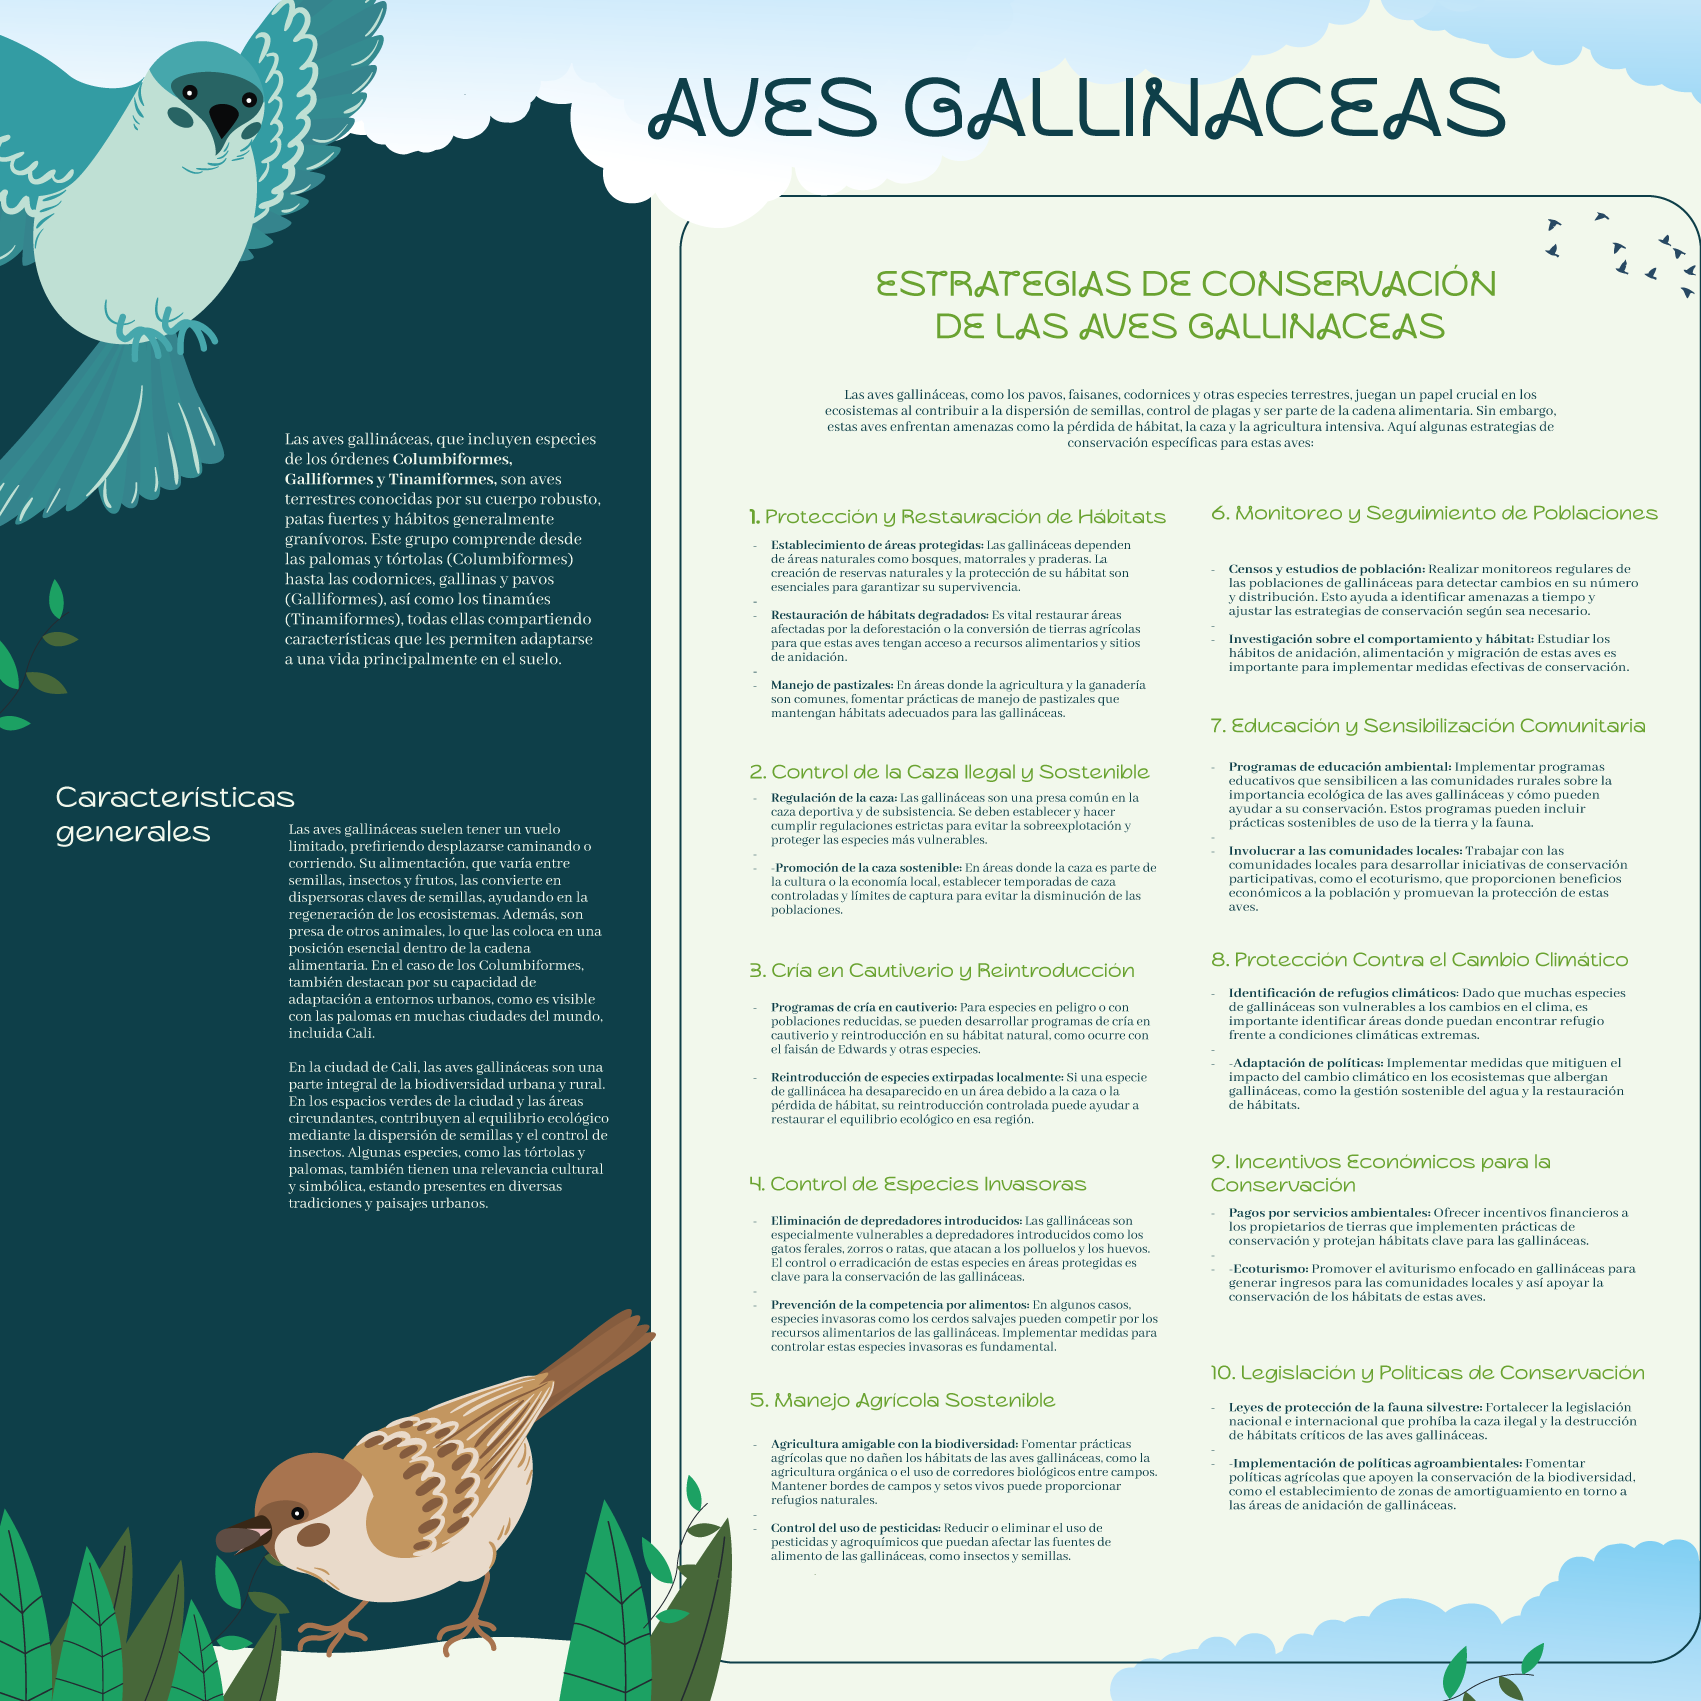 AVES GALLINACEAS
Las aves gallináceas, que incluyen especies
de los órdenes Columbiformes,
Galliformes y Tinamiformes, son aves
terrestres conocidas por su cuerpo robusto,
patas fuertes y hábitos generalmente
granívoros. Este grupo comprende desde
las palomas y tórtolas (Columbiformes)
hasta las codornices, gallinas y pavos
(Galliformes), así como los tinamúes
(Tinamiformes), todas ellas compartiendo
características que les permiten adaptarse
a una vida principalmente en el suelo.
Características
generales
Las aves gallináceas suelen tener un vuelo
limitado, prefiriendo desplazarse caminando o
corriendo. Su alimentación, que varía entre
semillas, insectos y frutos, las convierte en
dispersoras claves de semillas, ayudando en la
regeneración de los ecosistemas. Además, son
presa de otros animales, lo que las coloca en una
posición esencial dentro de la cadena
alimentaria. En el caso de los Columbiformes,
también destacan por su capacidad de
adaptación a entornos urbanos, como es visible
con las palomas en muchas ciudades del mundo,
incluida Cali.
En la ciudad de Cali, las aves gallináceas son una
parte integral de la biodiversidad urbana y rural.
En los espacios verdes de la ciudad y las áreas
circundantes, contribuyen al equilibrio ecológico
mediante la dispersión de semillas y el control de
insectos. Algunas especies, como las tórtolas y
palomas, también tienen una relevancia cultural
y simbólica, estando presentes en diversas
tradiciones y paisajes urbanos.
ESTRATEGIAS DE CONSERVACIÓN
DE LAS AVES GALLINACEAS
Las aves gallináceas, como los pavos, faisanes, codornices y otras especies terrestres, juegan un papel crucial en los
ecosistemas al contribuir a la dispersión de semillas, control de plagas y ser parte de la cadena alimentaria. Sin embargo,
estas aves enfrentan amenazas como la pérdida de hábitat, la caza y la agricultura intensiva. Aquí algunas estrategias de
conservación específicas para estas aves:
1. Protección y Restauración de Hábitats
- Establecimiento de áreas protegidas: Las gallináceas dependen
de áreas naturales como bosques, matorrales y praderas. La
creación de reservas naturales y la protección de su hábitat son
esenciales para garantizar su supervivencia.
-
- Restauración de hábitats degradados: Es vital restaurar áreas
afectadas por la deforestación o la conversión de tierras agrícolas
para que estas aves tengan acceso a recursos alimentarios y sitios
de anidación.
-
- Manejo de pastizales: En áreas donde la agricultura y la ganadería
son comunes, fomentar prácticas de manejo de pastizales que
mantengan hábitats adecuados para las gallináceas.
2. Control de la Caza Ilegal y Sostenible
- Regulación de la caza: Las gallináceas son una presa común en la
caza deportiva y de subsistencia. Se deben establecer y hacer
cumplir regulaciones estrictas para evitar la sobreexplotación y
proteger las especies más vulnerables.
-
- -Promoción de la caza sostenible: En áreas donde la caza es parte de
la cultura o la economía local, establecer temporadas de caza
controladas y límites de captura para evitar la disminución de las
poblaciones.
3. Cría en Cautiverio y Reintroducción
- Programas de cría en cautiverio: Para especies en peligro o con
poblaciones reducidas, se pueden desarrollar programas de cría en
cautiverio y reintroducción en su hábitat natural, como ocurre con
el faisán de Edwards y otras especies.
- Reintroducción de especies extirpadas localmente: Si una especie
de gallinácea ha desaparecido en un área debido a la caza o la
pérdida de hábitat, su reintroducción controlada puede ayudar a
restaurar el equilibrio ecológico en esa región.
4. Control de Especies Invasoras
- Eliminación de depredadores introducidos: Las gallináceas son
especialmente vulnerables a depredadores introducidos como los
gatos ferales, zorros o ratas, que atacan a los polluelos y los huevos.
El control o erradicación de estas especies en áreas protegidas es
clave para la conservación de las gallináceas.
-
- Prevención de la competencia por alimentos: En algunos casos,
especies invasoras como los cerdos salvajes pueden competir por los
recursos alimentarios de las gallináceas. Implementar medidas para
controlar estas especies invasoras es fundamental.
5. Manejo Agrícola Sostenible
- Agricultura amigable con la biodiversidad: Fomentar prácticas
agrícolas que no dañen los hábitats de las aves gallináceas, como la
agricultura orgánica o el uso de corredores biológicos entre campos.
Mantener bordes de campos y setos vivos puede proporcionar
refugios naturales.
-
- Control del uso de pesticidas: Reducir o eliminar el uso de
pesticidas y agroquímicos que puedan afectar las fuentes de
alimento de las gallináceas, como insectos y semillas.
6. Monitoreo y Seguimiento de Poblaciones
- Censos y estudios de población: Realizar monitoreos regulares de
las poblaciones de gallináceas para detectar cambios en su número
y distribución. Esto ayuda a identificar amenazas a tiempo y
ajustar las estrategias de conservación según sea necesario.
-
- Investigación sobre el comportamiento y hábitat: Estudiar los
hábitos de anidación, alimentación y migración de estas aves es
importante para implementar medidas efectivas de conservación.
7. Educación y Sensibilización Comunitaria
- Programas de educación ambiental: Implementar programas
educativos que sensibilicen a las comunidades rurales sobre la
importancia ecológica de las aves gallináceas y cómo pueden
ayudar a su conservación. Estos programas pueden incluir
prácticas sostenibles de uso de la tierra y la fauna.
-
- Involucrar a las comunidades locales: Trabajar con las
comunidades locales para desarrollar iniciativas de conservación
participativas, como el ecoturismo, que proporcionen beneficios
económicos a la población y promuevan la protección de estas
aves.
8. Protección Contra el Cambio Climático
- Identificación de refugios climáticos: Dado que muchas especies
de gallináceas son vulnerables a los cambios en el clima, es
importante identificar áreas donde puedan encontrar refugio
frente a condiciones climáticas extremas.
-
- -Adaptación de políticas: Implementar medidas que mitiguen el
impacto del cambio climático en los ecosistemas que albergan
gallináceas, como la gestión sostenible del agua y la restauración
de hábitats.
9. Incentivos Económicos para la
Conservación
- Pagos por servicios ambientales: Ofrecer incentivos financieros a
los propietarios de tierras que implementen prácticas de
conservación y protejan hábitats clave para las gallináceas.
-
- -Ecoturismo: Promover el aviturismo enfocado en gallináceas para
generar ingresos para las comunidades locales y así apoyar la
conservación de los hábitats de estas aves.
10. Legislación y Políticas de Conservación
- Leyes de protección de la fauna silvestre: Fortalecer la legislación
nacional e internacional que prohíba la caza ilegal y la destrucción
de hábitats críticos de las aves gallináceas.
-
- -Implementación de políticas agroambientales: Fomentar
políticas agrícolas que apoyen la conservación de la biodiversidad,
como el establecimiento de zonas de amortiguamiento en torno a
las áreas de anidación de gallináceas.